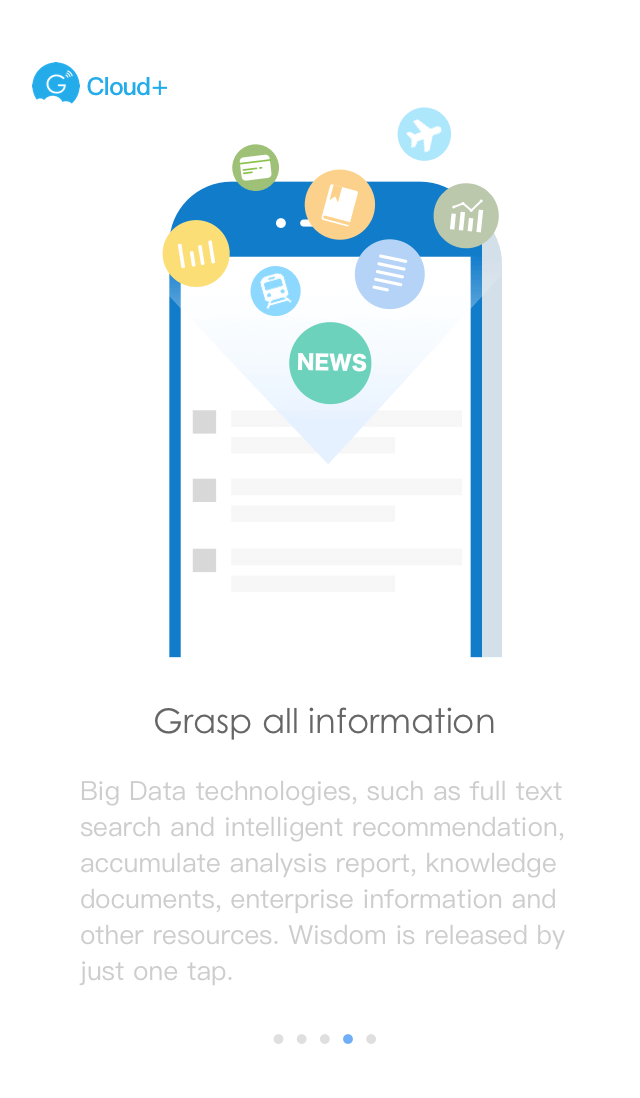 G Cloud+
NEWS
Grasp all information
Big Data technologies, such as full text
search and intelligent recommendation,
accumulate analysis report, knowledge
documents, enterprise information and
other resources. Wisdom is released by
just one tap.